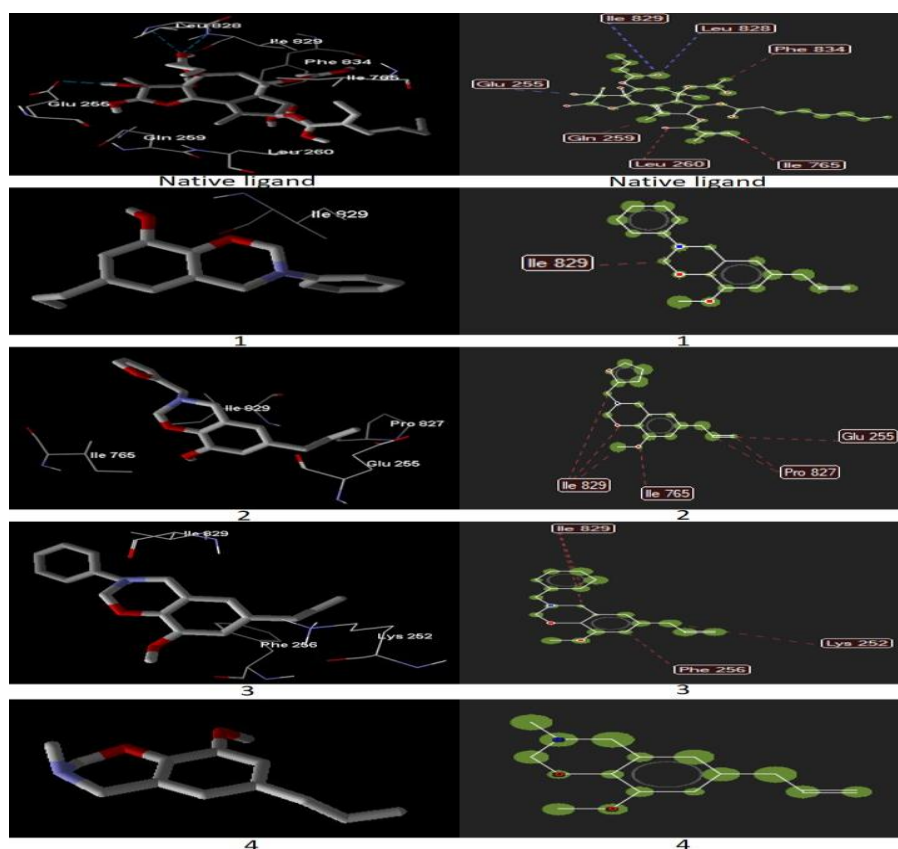 Leu 828
Ile 829
Phe 834
Ile 765
Glu 255
Gln 259
Leu 260
Native ligand
Ile 829
Leu 828
Phe 834
Glu 255
Gln 259
Leu 260
Ile 765
Native ligand
Ile 829
1
Ile 829
1
Ile 829
Pro 827
Ile 765
Glu 255
2
Glu 255
Pro 827
Ile 829
Ile 765
2
Ile 829
Phe 256
Lys 252
3
Ile 829
Lys 252
Phe 256
3
4
4